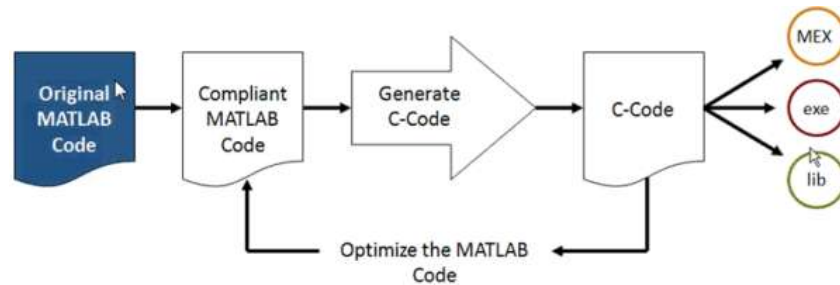 Original
MATLAB
Code
Compliant
MATLAB
Code
Generate
C-Code
C-Code
MEX
exe
lib
Optimize the MATLAB
Code